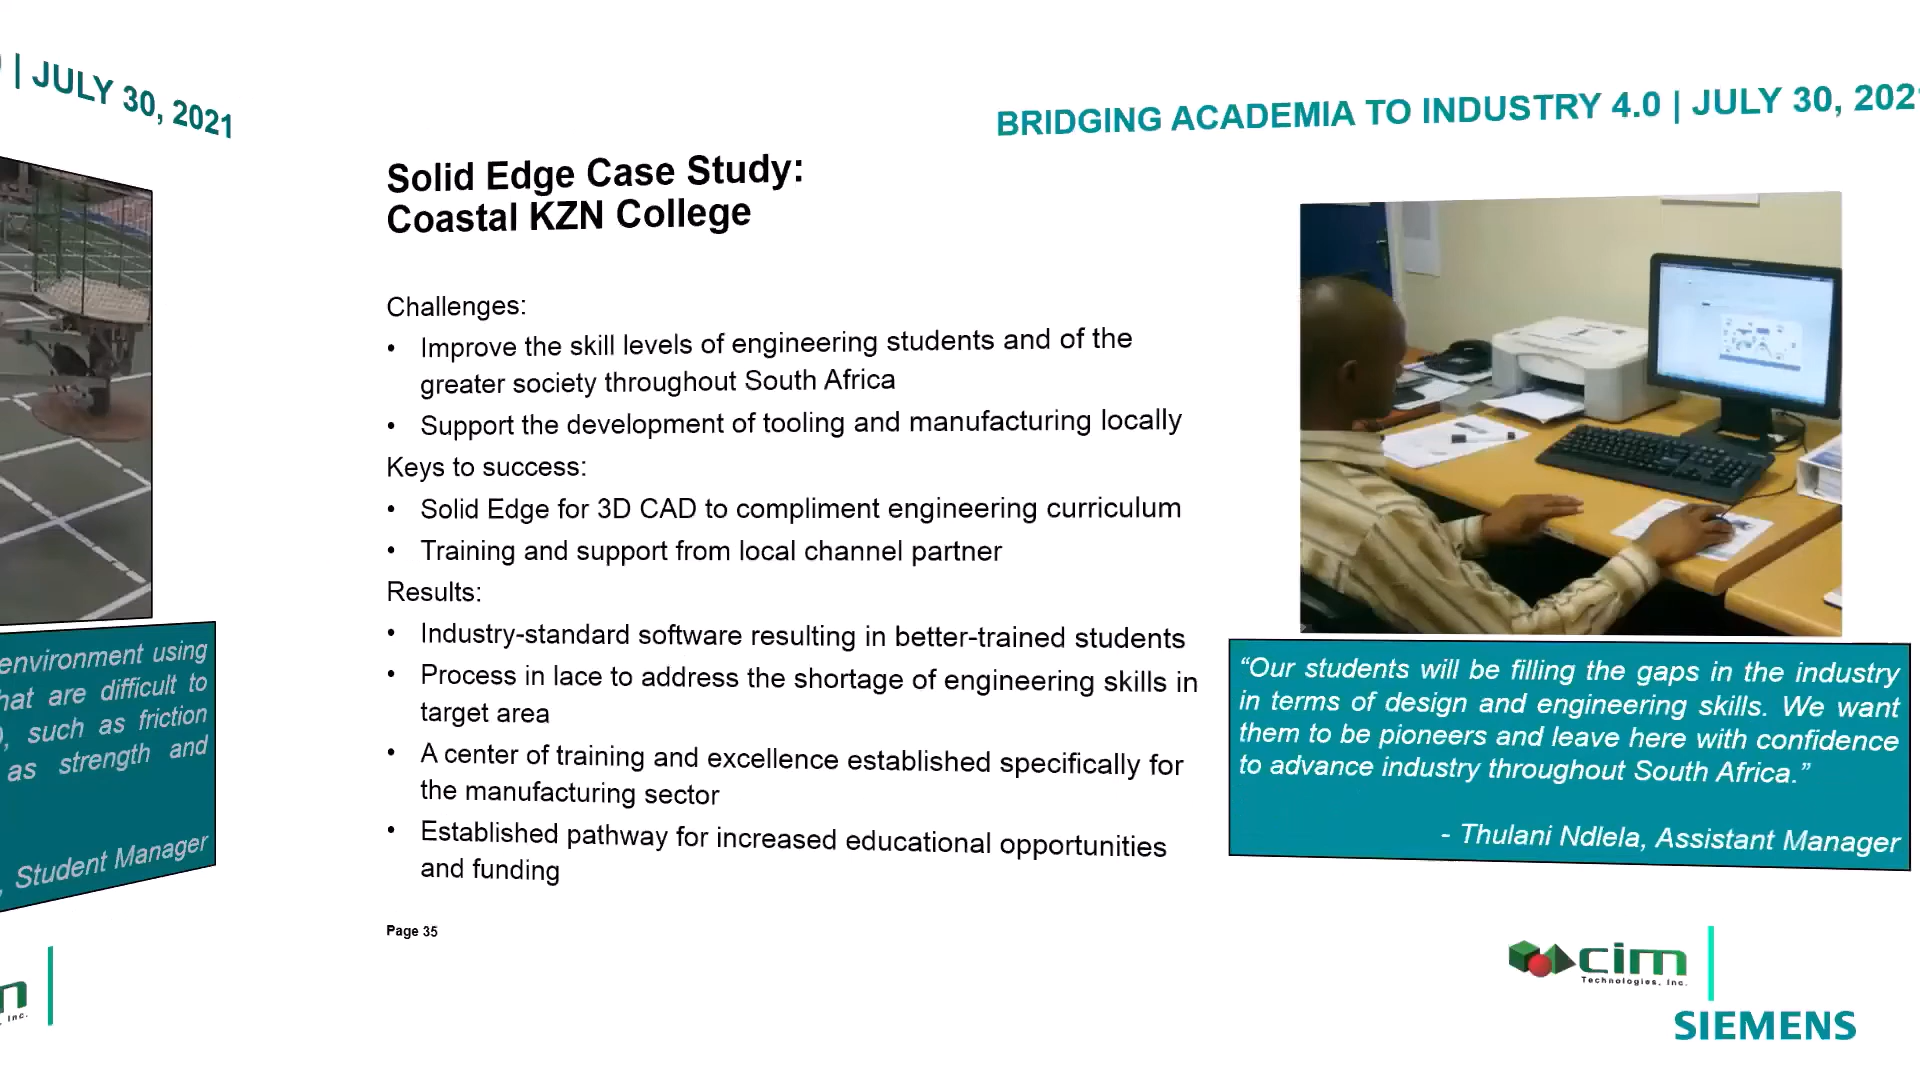 | JULY 30, 2021
environment using
hat are difficult to
, such as friction
as strength and
, Student Manager
Inc.
BRIDGING ACADEMIA TO INDUSTRY 4.0 | JULY 30, 202
Solid Edge Case Study:
Coastal KZN College
Challenges:
• Improve the skill levels of engineering students and of the
greater society throughout South Africa
• Support the development of tooling and manufacturing locally
Keys to success:
• Solid Edge for 3D CAD to compliment engineering curriculum
• Training and support from local channel partner
Results:
• Industry-standard software resulting in better-trained students
• Process in lace to address the shortage of engineering skills in
target area
• A center of training and excellence established specifically for
the manufacturing sector
• Established pathway for increased educational opportunities
and funding
Page 35
“Our students will be filling the gaps in the industry
in terms of design and engineering skills. We want
them to be pioneers and leave here with confidence
to advance industry throughout South Africa.”
- Thulani Ndlela, Assistant Manager
cim
Technologies, Inc.
SIEMENS